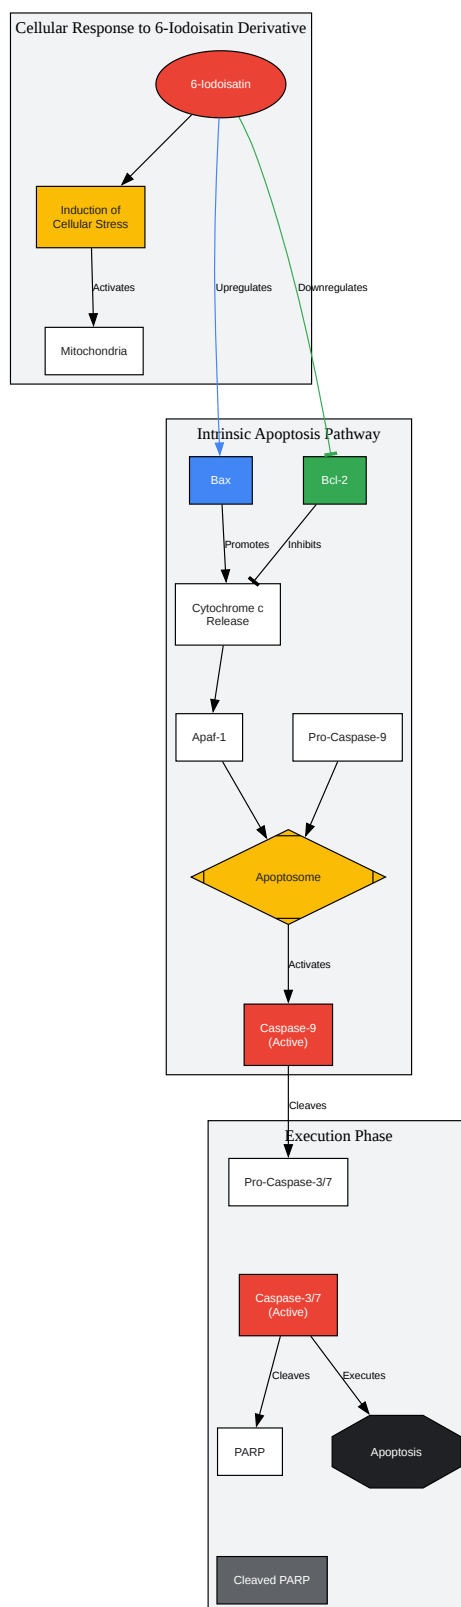 Cellular Response to 6-Iodoisatin Derivative
6-Iodoisatin
Induction of
Cellular Stress
Activates
Upregulates
Downregulates
Mitochondria
Intrinsic Apoptosis Pathway
Bax
Bcl-2
Promotes
Inhibits
Cytochrome c
Release
Apaf-1
Pro-Caspase-9
Apoptosome
Activates
Caspase-9
(Active)
Cleaves
Execution Phase
Pro-Caspase-3/7
Caspase-3/7
(Active)
Cleaves
Executes
PARP
Apoptosis
Cleaved PARP